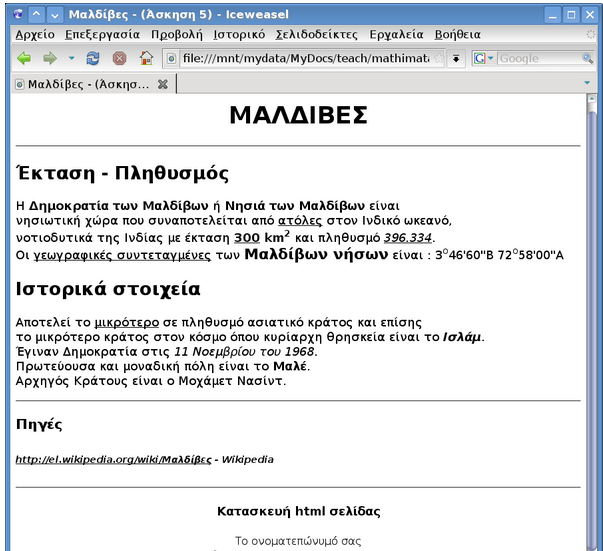 Μαλδίβες - (Άσκηση 5) - Iceweasel
Αρχείο Επεξεργασία Προβολή Ιστορικό Σελιδοδείκτες Εργαλεία Βοήθεια
file:///mnt/mydata/MyDocs/teach/mathimat Google
Μαλδίβες - (Άσκησ...
ΜΑΛΔΙΒΕΣ
Έκταση - Πληθυσμός
Η Δημοκρατία των Μαλδίβων ή Νησιά των Μαλδίβων είναι
νησιωτική χώρα που συναποτελείται από ατόλες στον Ινδικό ωκεανό,
νοτιοδυτικά της Ινδίας με έκταση 300 km² και πληθυσμό 396.334.
Οι γεωγραφικές συντεταγμένες των Μαλδίβων νήσων είναι : 3°46'60"Β 72°58'00"Α
Ιστορικά στοιχεία
Αποτελεί το μικρότερο σε πληθυσμό ασιατικό κράτος και επίσης
το μικρότερο κράτος στον κόσμο όπου κυρίαρχη θρησκεία είναι το Ισλάμ.
Έγιναν Δημοκρατία στις 11 Νοεμβρίου του 1968.
Πρωτεύουσα και μοναδική πόλη είναι το Μαλέ.
Αρχηγός Κράτους είναι ο Μοχάμετ Νασίντ.
Πηγές
http://el.wikipedia.org/wiki/Μαλδίβες - Wikipedia
Κατασκευή html σελίδας
Το ονοματεπώνυμό σας